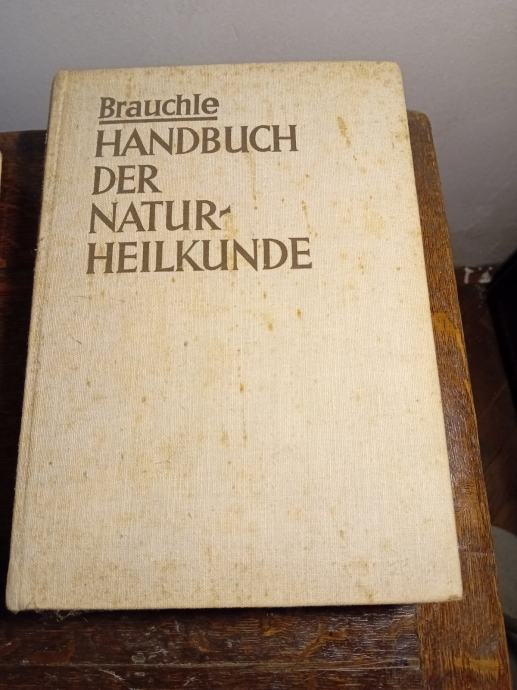 Brauchle
HANDBUCH
DER
NATUR-
HEILKUNDE